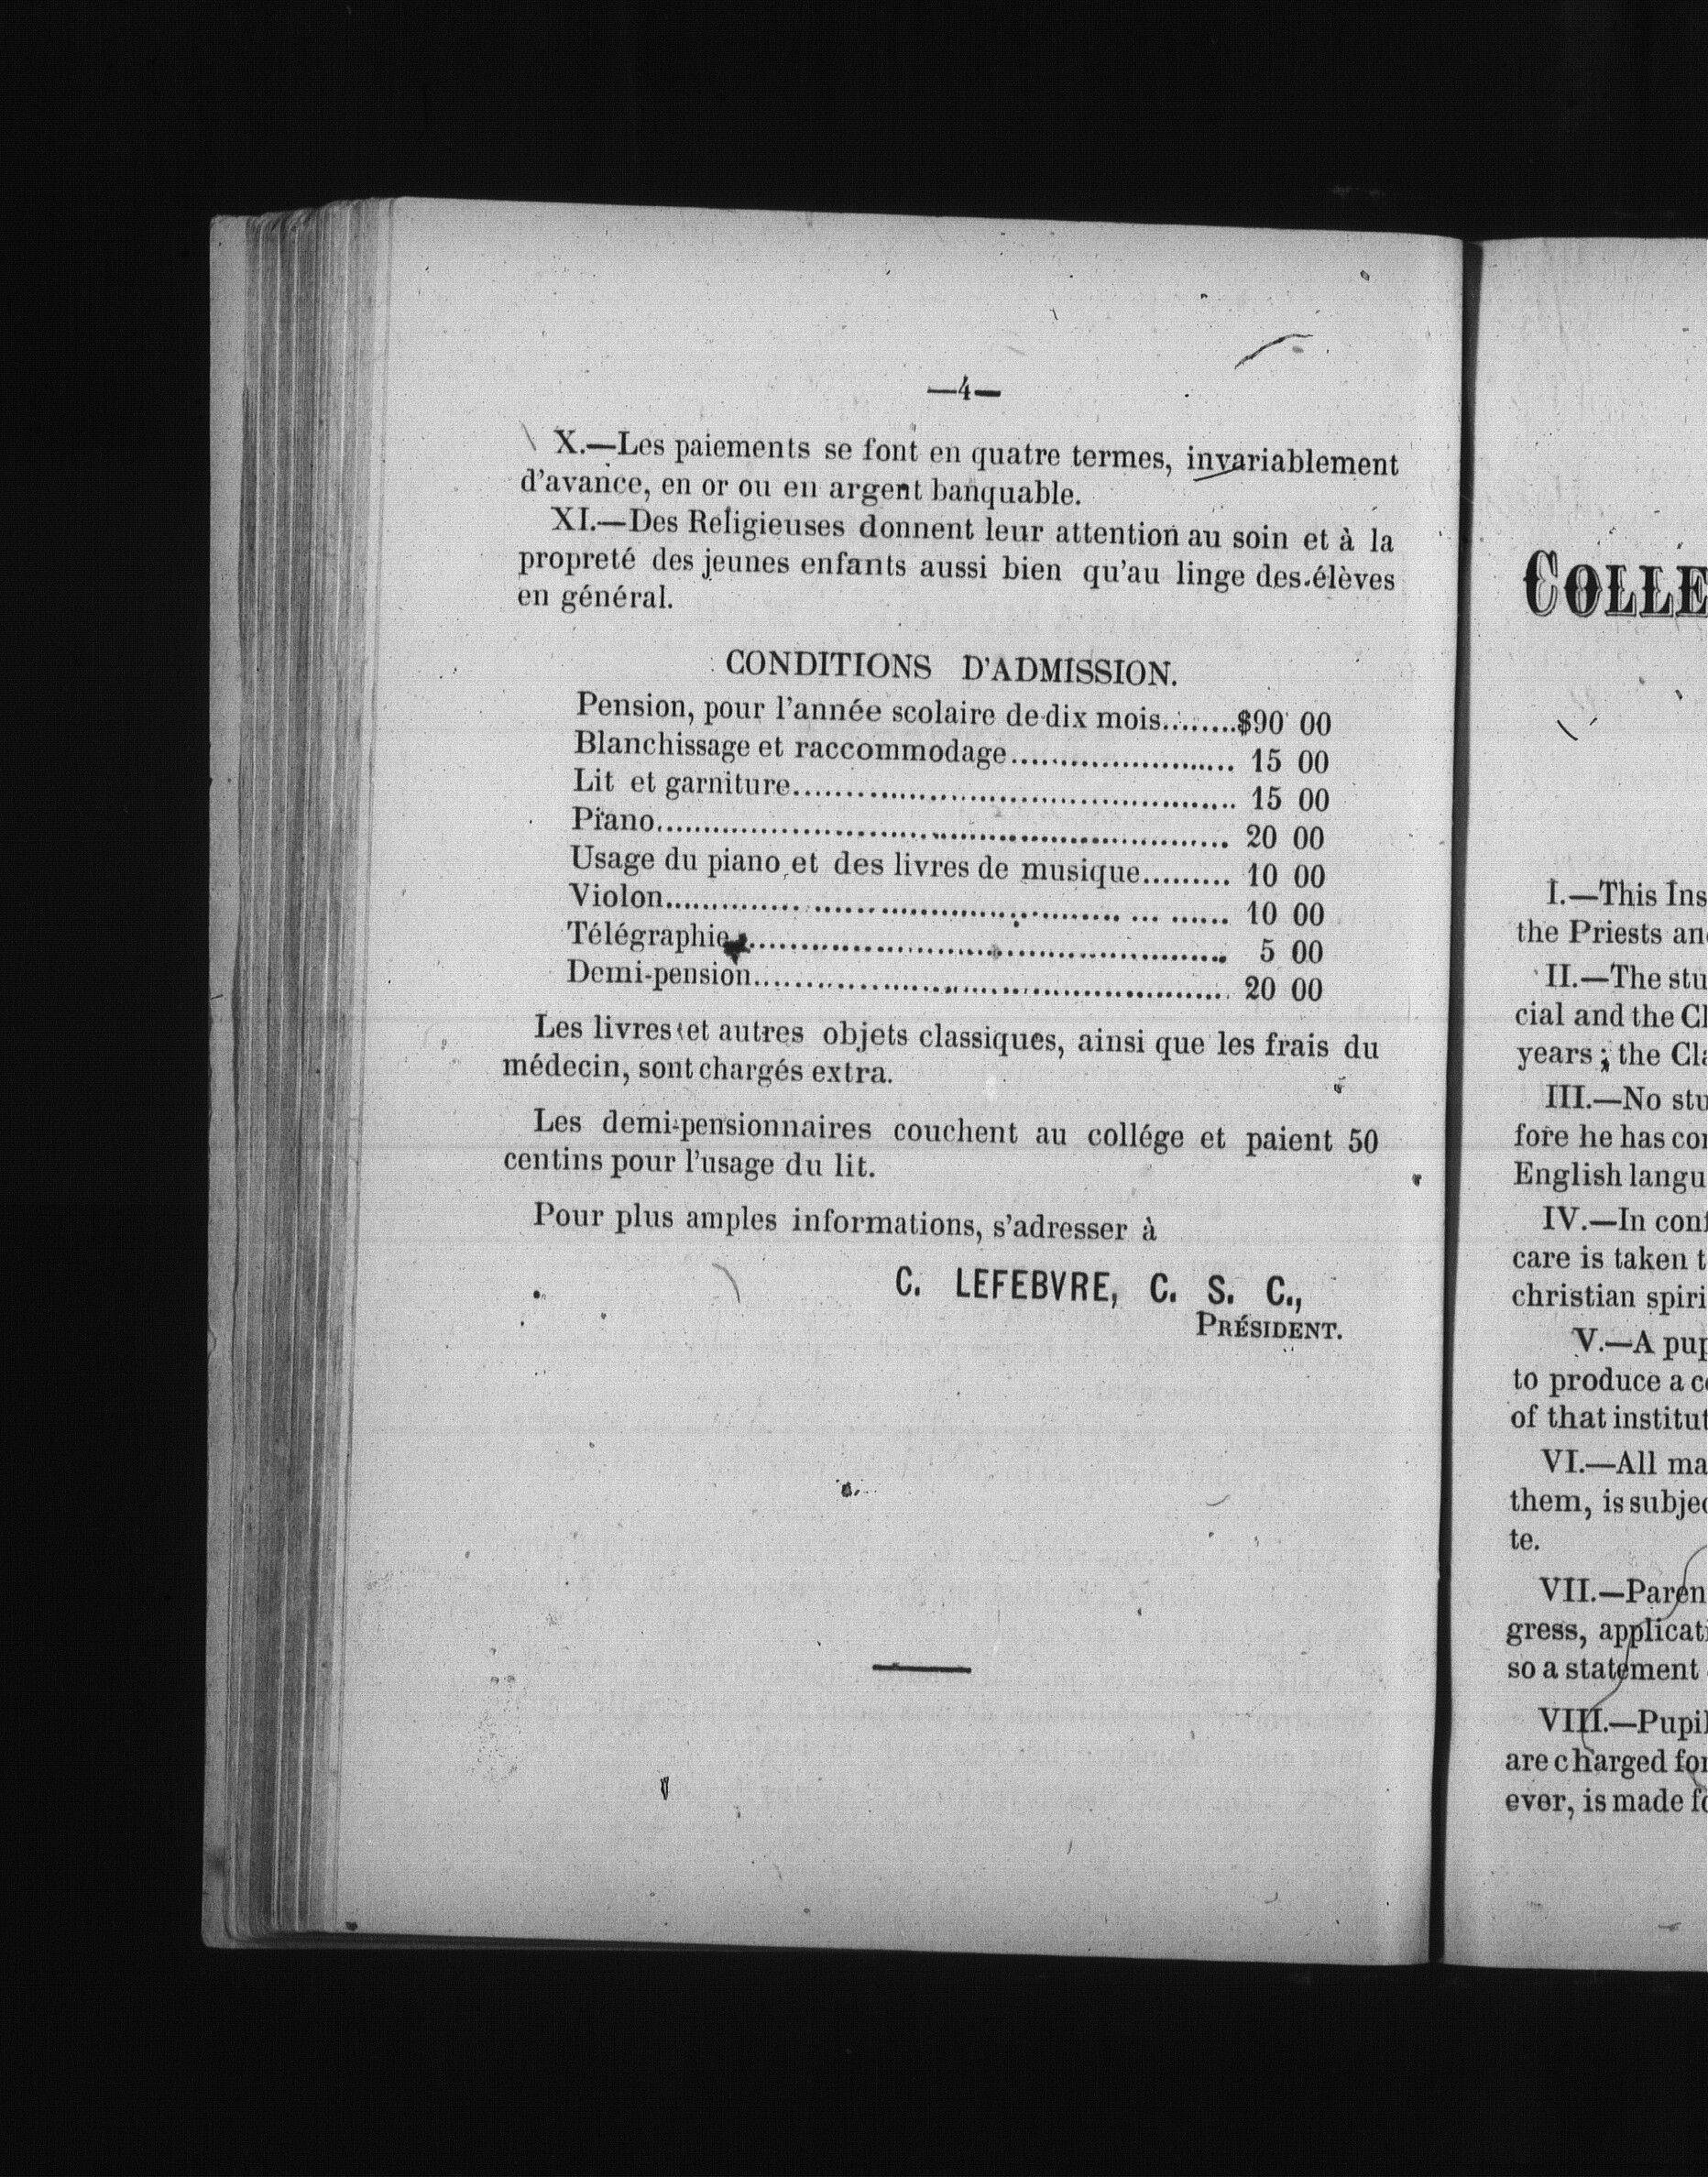 —4—
X.—Les paiements se font en quatre termes, invariablement
d'avance, en or ou en argent banquable.
XI.—Des Religieuses donnent leur attention au soin et à la
propreté des jeunes enfants aussi bien qu'au linge des élèves
en général.
CONDITIONS D'ADMISSION.
Pension, pour l'année scolaire de dix mois........$90 00
Blanchissage et raccommodage........................ 15 00
Lit et garniture................................................ 15 00
Piano.............................................................. 20 00
Usage du piano et des livres de musique......... 10 00
Violon............................................................. 10 00
Télégraphie..................................................... 5 00
Demi-pension................................................... 20 00
Les livres et autres objets classiques, ainsi que les frais du
médecin, sont chargés extra.
Les demi-pensionnaires couchent au collége et paient 50
centins pour l'usage du lit.
Pour plus amples informations, s'adresser à
C. LEFEBVRE, C. S. C.,
PRÉSIDENT.
COLLE
I.—This Ins
the Priests an
II.—The stu
cial and the Cl
years ; the Cla
III.—No stu
fore he has co
English langu
IV.—In conf
care is taken t
christian spiri
V.—A pup
to produce a c
of that institut
VI.—All ma
them, is subjec
te.
VII.—Paren
gress, applicati
so a statement
VIII.—Pupil
are charged for
ever, is made fo